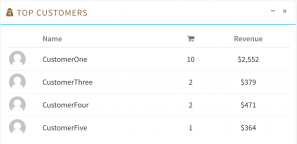 TOP CUSTOMERS
Name Revenue
CustomerOne 10 $2,552
CustomerThree 2 $379
CustomerFour 2 $471
CustomerFive 1 $364